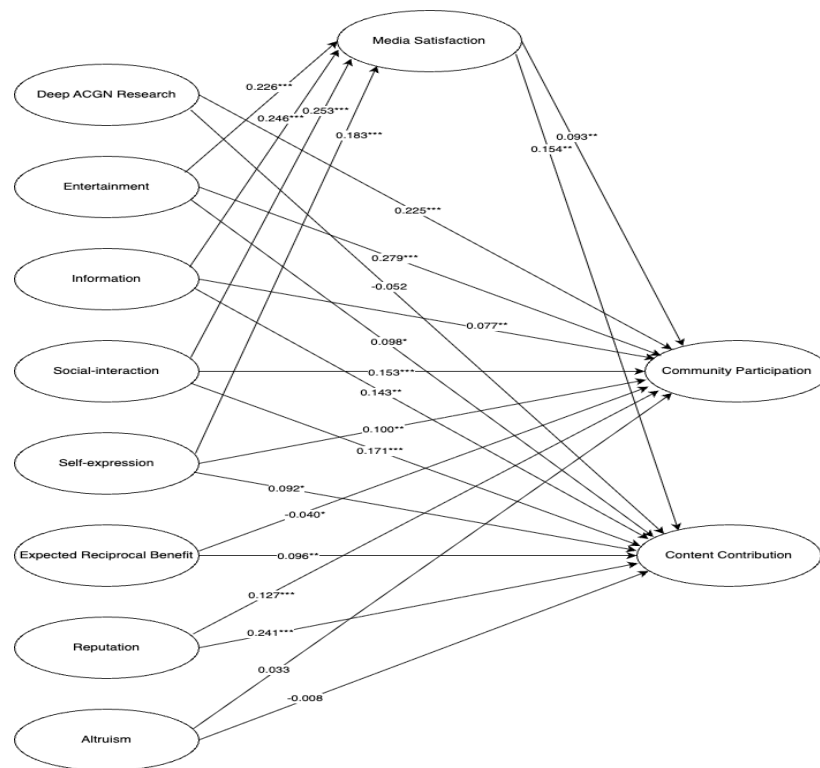 Media Satisfaction
0.226***
Deep ACGN Research
0.253***
0.246***
0.183***
0.093**
0.154**
Entertainment
0.225***
0.279***
Information
-0.052
0.077**
0.098*
Social-interaction
0.153***
Community Participation
0.143**
0.100**
0.171***
Self-expression
0.092*
-0.040*
Expected Reciprocal Benefit
0.096**
Content Contribution
0.127***
0.241***
Reputation
0.033
-0.008
Altruism